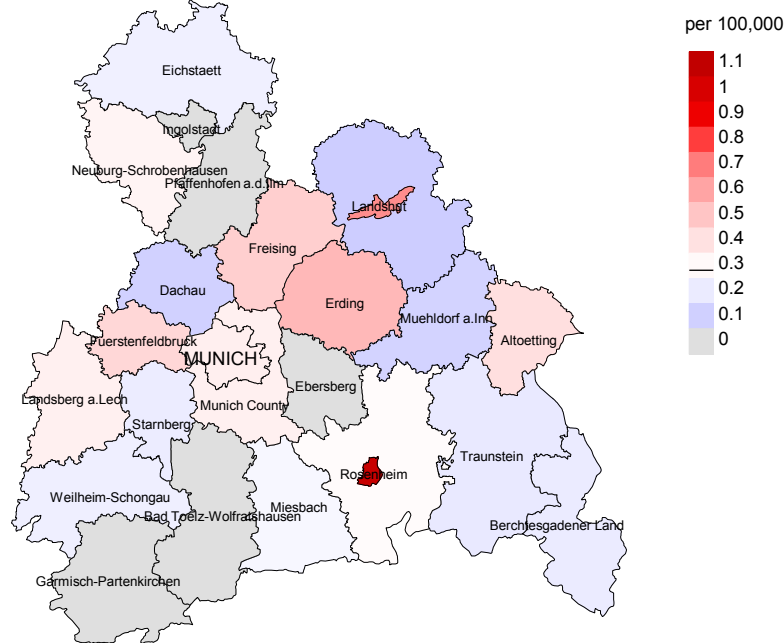 per 100,000
1.1
1
0.9
0.8
0.7
0.6
0.5
0.4
0.3
0.2
0.1
0
Eichstaett
Ingolstadt
Neuburg-Schrobenhausen
Pfaffenhofen a.d.Ilm
Landshut
Freising
Dachau
Erding
Muehldorf a.Inn
Altoetting
Fuerstenfeldbruck
MUNICH
Ebersberg
Landsberg a.Lech
Munich County
Starnberg
Traunstein
Rosenheim
Weilheim-Schongau
Miesbach
Bad Toelz-Wolfratshausen
Berchtesgadener Land
Garmisch-Partenkirchen